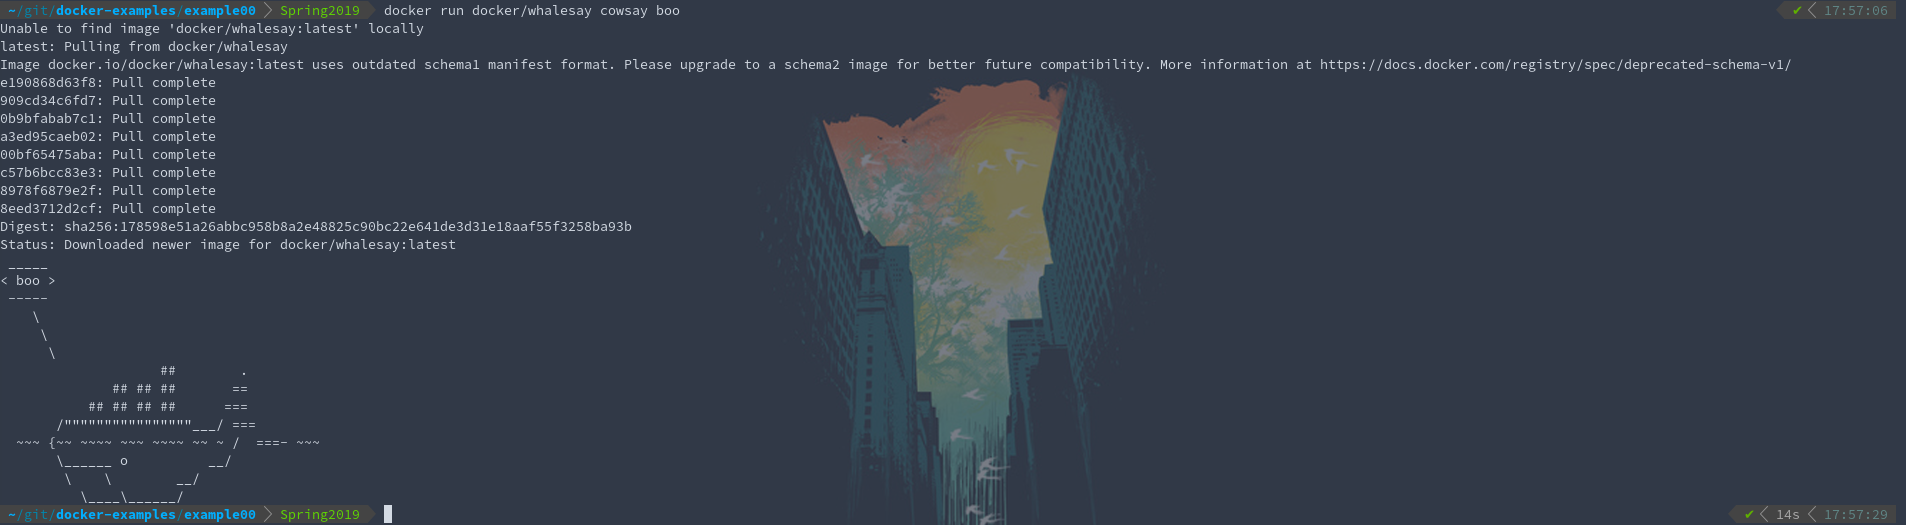 ~/git/docker-examples/example00 > Spring2019 docker run docker/whalesay cowsay boo ✔ < 17:57:06
Unable to find image 'docker/whalesay:latest' locally
latest: Pulling from docker/whalesay
Image docker.io/docker/whalesay:latest uses outdated schema1 manifest format. Please upgrade to a schema2 image for better future compatibility. More information at https://docs.docker.com/registry/spec/deprecated-schema-v1/
e190868d63f8: Pull complete
909cd34c6fd7: Pull complete
0b9bfabab7c1: Pull complete
a3ed95caeb02: Pull complete
00bf65475aba: Pull complete
c57b6bcc83e3: Pull complete
8978f6879e2f: Pull complete
8eed3712d2cf: Pull complete
Digest: sha256:178598e51a26abbc958b8a2e48825c90bc22e641de3d31e18aaf55f3258ba93b
Status: Downloaded newer image for docker/whalesay:latest
 _____
< boo >
 -----
    \
     \
      \
                    ##        .
              ## ## ##       ==
           ## ## ## ##      ===
       /""""""""""""""""___/ ===
  ~~~ {~~ ~~~~ ~~~ ~~~~ ~~ ~ /  ===- ~~~
       \______ o          __/
        \    \        __/
          \____\______/
~/git/docker-examples/example00 > Spring2019 ✔ < 14s < 17:57:29